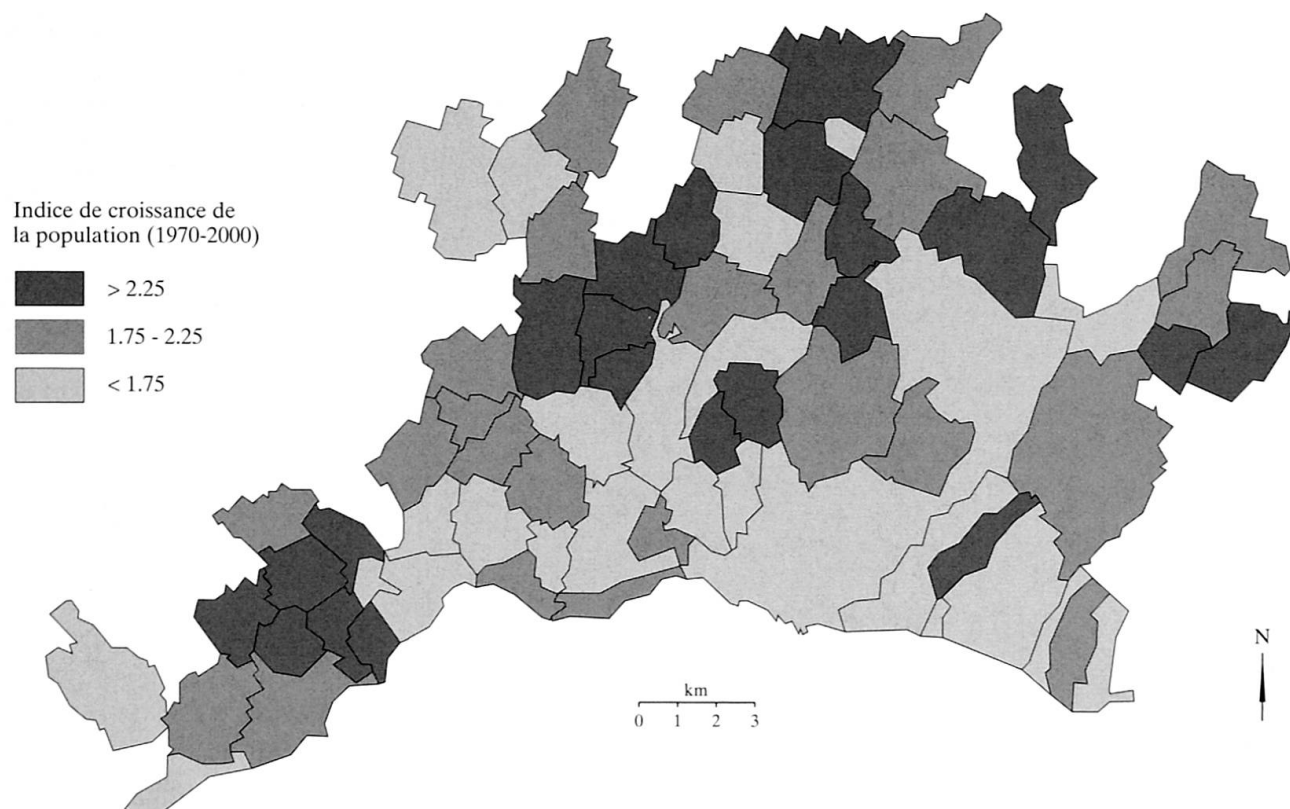 Indice de croissance de
la population (1970-2000)
> 2.25
1.75 - 2.25
< 1.75
N
km
0 1 2 3